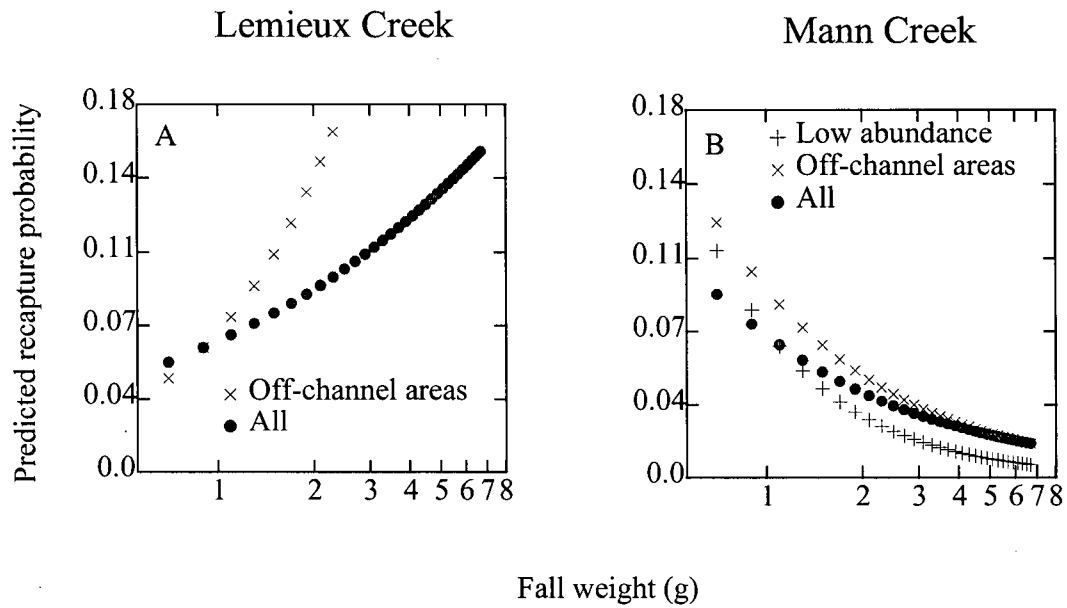 Lemieux Creek
Mann Creek
Predicted recapture probability
0.18
0.14
0.11
0.07
0.04
0.0
A
Off-channel areas
All
1 2 3 4 5 6 7 8
0.18
0.14
0.11
0.07
0.04
0.0
B
Low abundance
Off-channel areas
All
1 2 3 4 5 6 7 8
Fall weight (g)